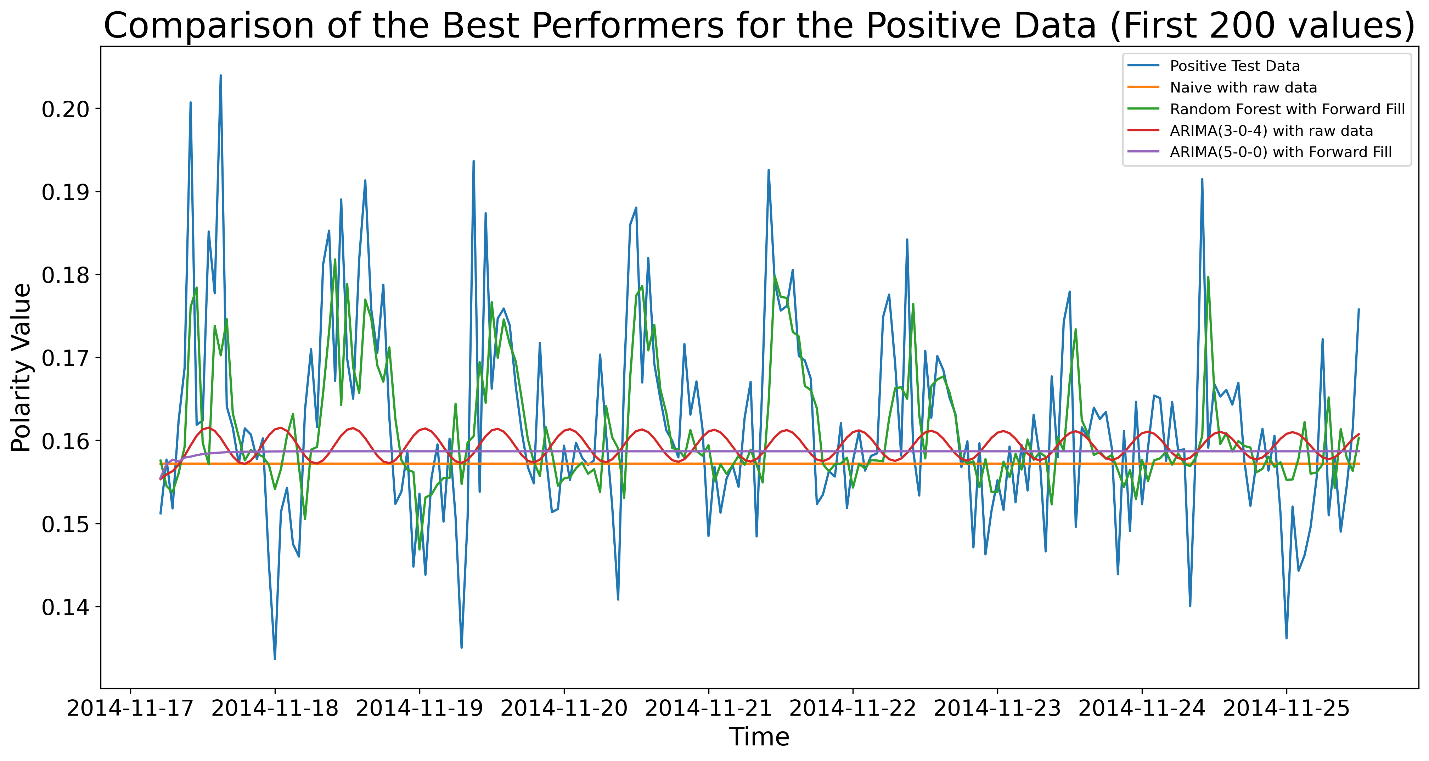 Comparison of the Best Performers for the Positive Data (First 200 values)
Positive Test Data
Naive with raw data
Random Forest with Forward Fill
ARIMA(3-0-4) with raw data
ARIMA(5-0-0) with Forward Fill
Polarity Value
0.20
0.19
0.18
0.17
0.16
0.15
0.14
2014-11-17 2014-11-18 2014-11-19 2014-11-20 2014-11-21 2014-11-22 2014-11-23 2014-11-24 2014-11-25
Time